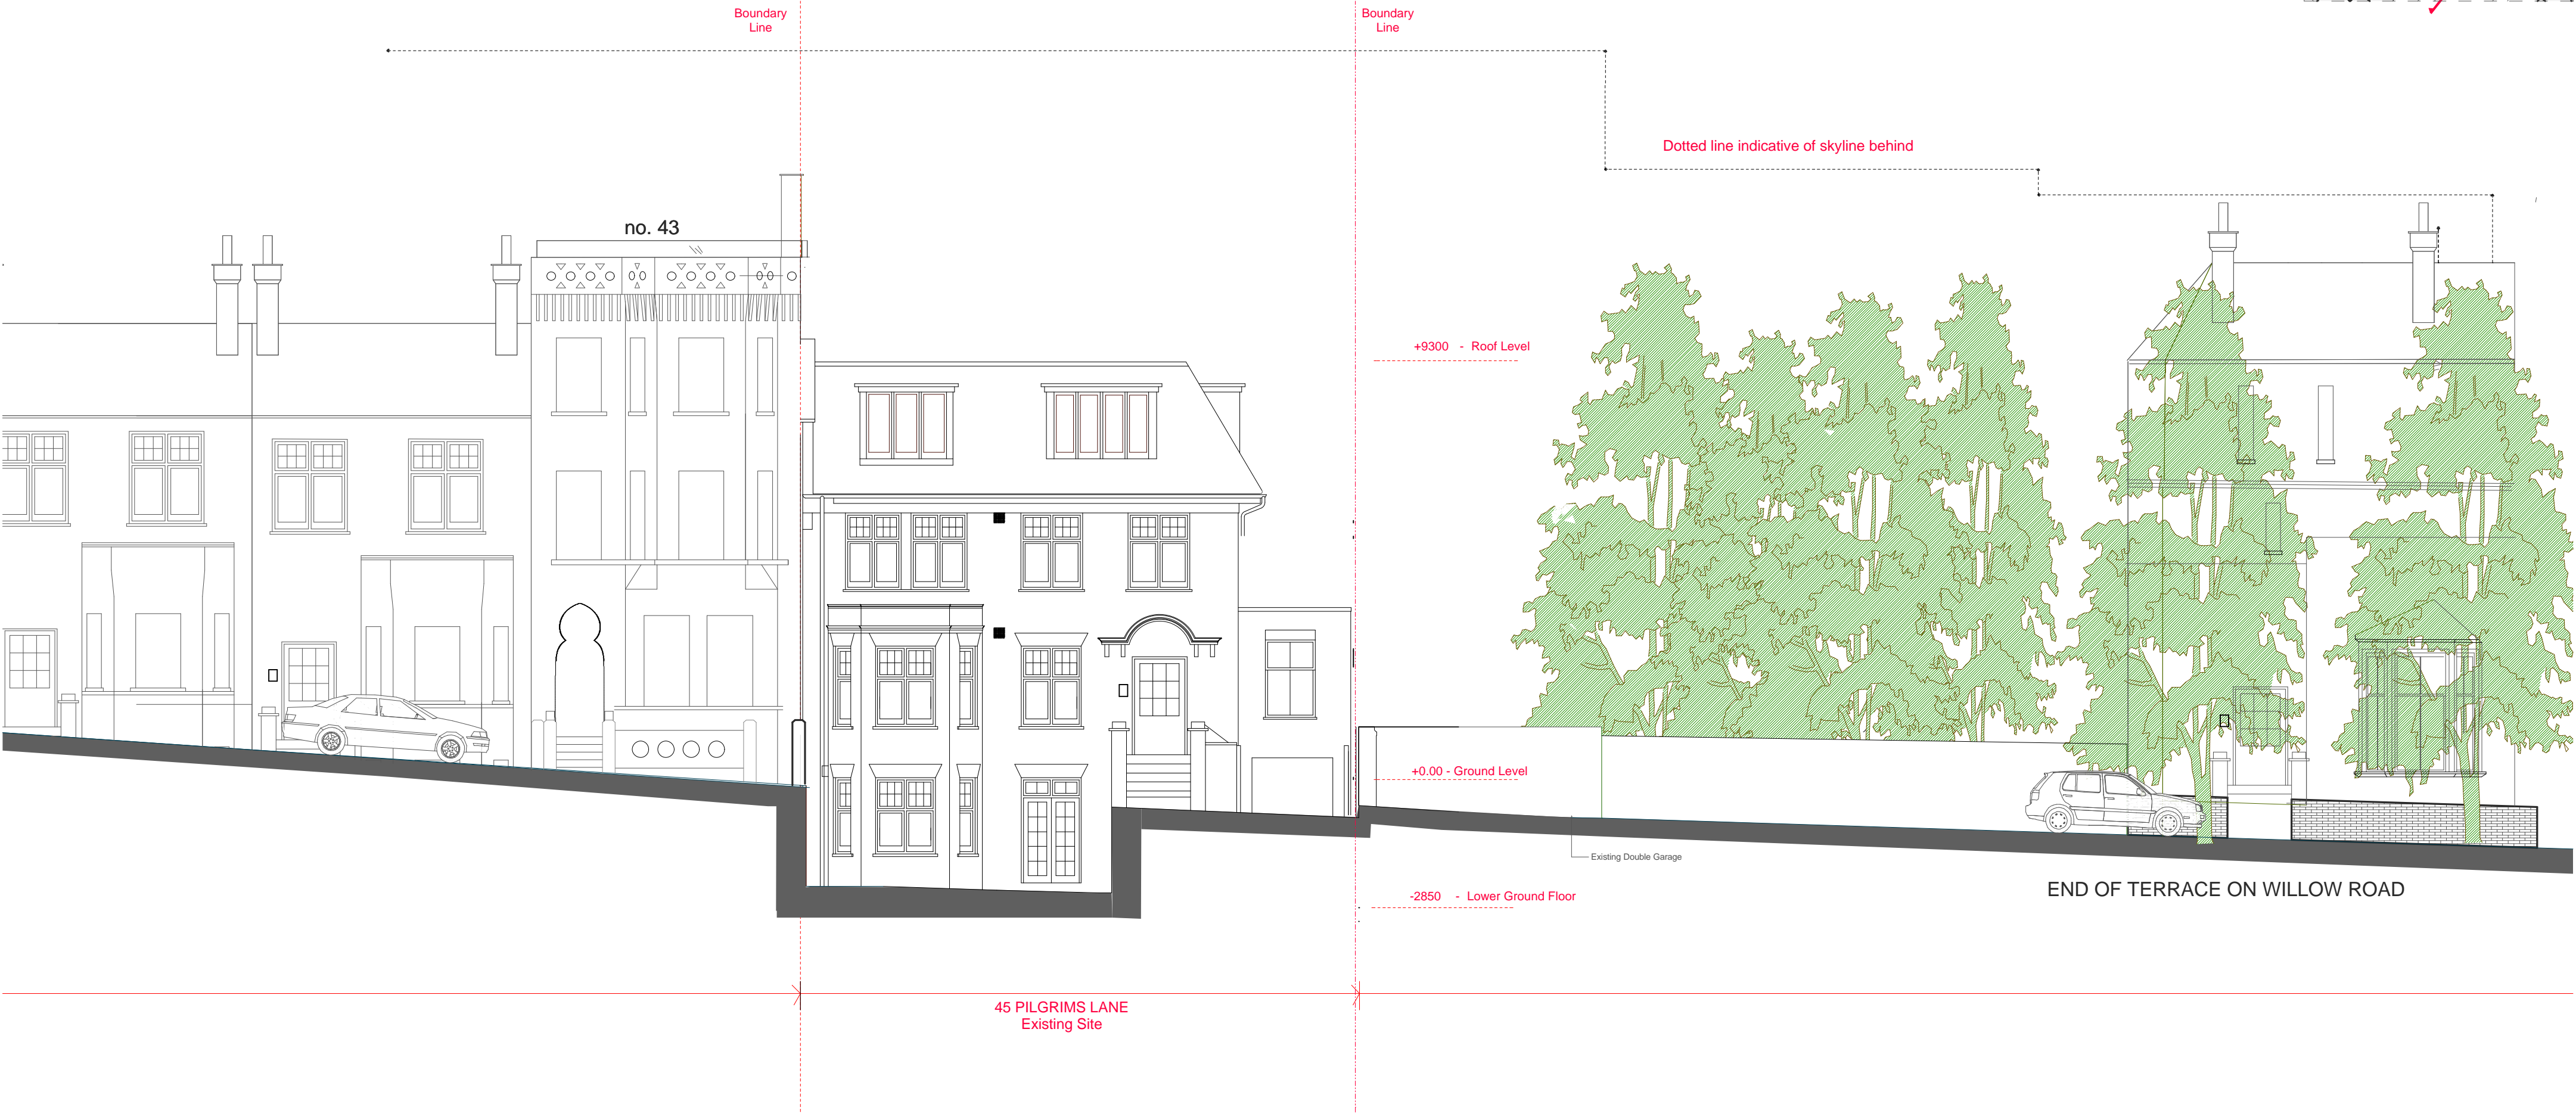 Boundary
Line
Boundary
Line
Dotted line indicative of skyline behind
no. 43
+9300 - Roof Level
+0.00 - Ground Level
Existing Double Garage
-2850 - Lower Ground Floor
END OF TERRACE ON WILLOW ROAD
45 PILGRIMS LANE
Existing Site